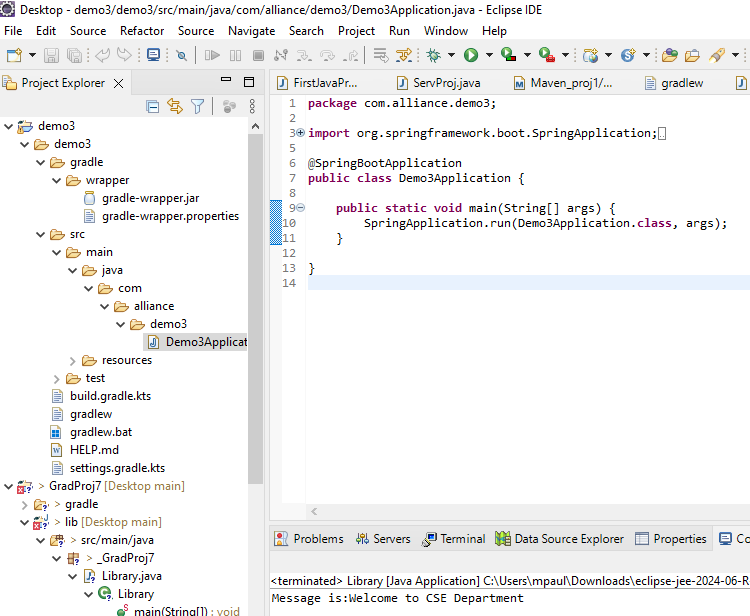 Desktop - demo3/demo3/src/main/java/com/alliance/demo3/Demo3Application.java - Eclipse IDE
File Edit Source Refactor Source Navigate Search Project Run Window Help
Project Explorer
demo3
demo3
gradle
wrapper
gradle-wrapper.jar
gradle-wrapper.properties
src
main
java
com
alliance
demo3
Demo3Applicat
resources
test
build.gradle.kts
gradlew
gradlew.bat
HELP.md
settings.gradle.kts
> GradProj7 [Desktop main]
> gradle
> lib [Desktop main]
> src/main/java
> _GradProj7
Library.java
Library
main(String[]) : void
FirstJavaPr... ServProj.java Maven_proj1/... gradlew
1 package com.alliance.demo3;
2
3 import org.springframework.boot.SpringApplication;
5
6 @SpringBootApplication
7 public class Demo3Application {
8
9 public static void main(String[] args) {
10 SpringApplication.run(Demo3Application.class, args);
11 }
12
13 }
14
Problems Servers Terminal Data Source Explorer Properties Co
<terminated> Library [Java Application] C:\Users\mpaul\Downloads\eclipse-jee-2024-06-R
Message is:Welcome to CSE Department